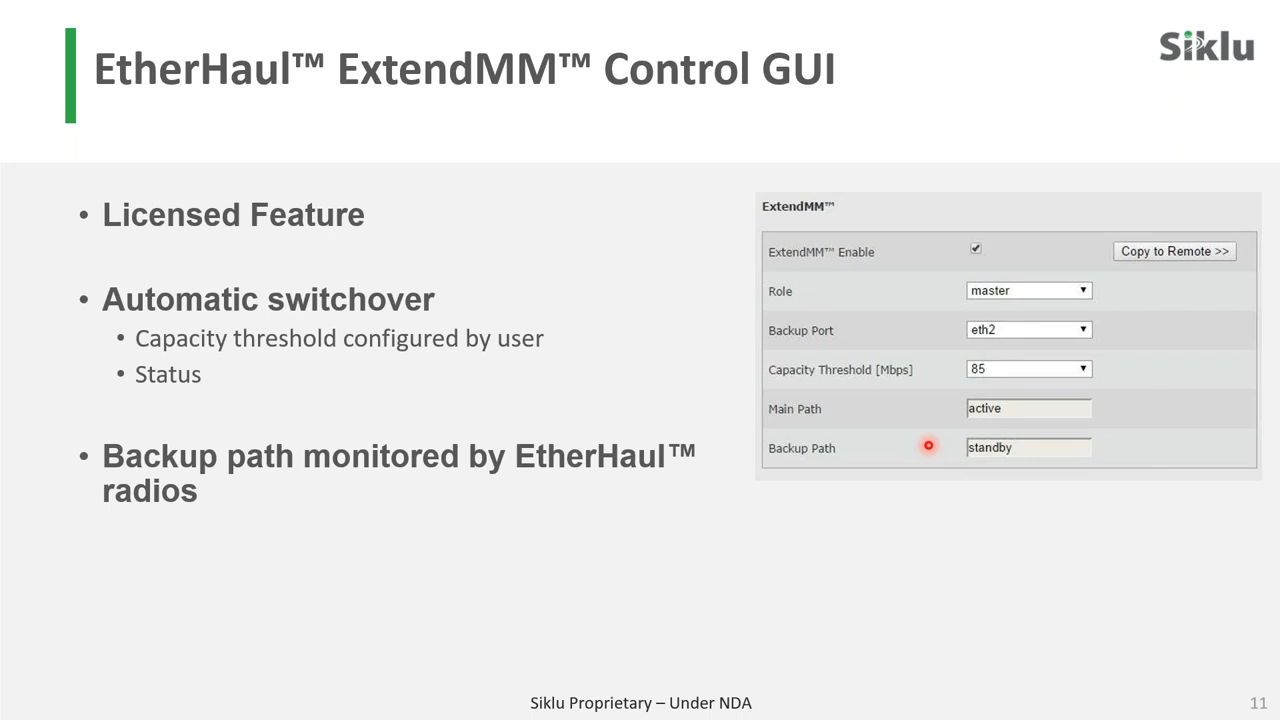 EtherHaul™ ExtendMM™ Control GUI
Siklu
• Licensed Feature
• Automatic switchover
• Capacity threshold configured by user
• Status
• Backup path monitored by EtherHaul™
radios
ExtendMM™
ExtendMM™ Enable Copy to Remote >>
Role master
Backup Port eth2
Capacity Threshold [Mbps] 85
Main Path active
Backup Path standby
Siklu Proprietary – Under NDA
11